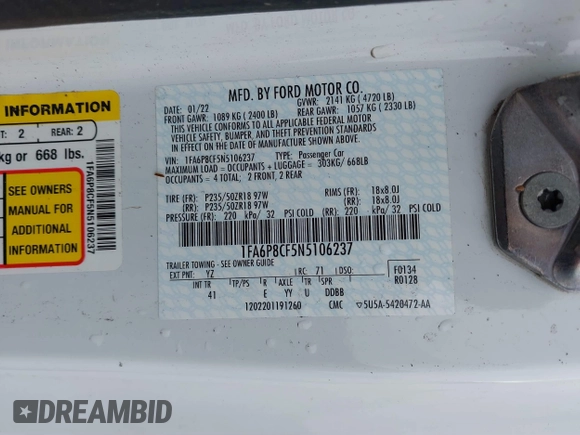 INFORMATION
T: 2 REAR: 2
kg or 668 lbs.
SEE OWNERS
MANUAL FOR
ADDITIONAL
INFORMATION
1FA6P8CF5N5106237
MFD. BY FORD MOTOR CO.
01/22 GVWR: 2141 KG ( 4720 LB)
FRONT GAWR: 1089 KG ( 2400 LB) REAR GAWR: 1057 KG ( 2330 LB)
THIS VEHICLE CONFORMS TO ALL APPLICABLE FEDERAL MOTOR
VEHICLE SAFETY, BUMPER, AND THEFT PREVENTION STANDARDS
IN EFFECT ON THE DATE OF MANUFACTURE SHOWN ABOVE.
VIN: 1FA6P8CF5N5106237 TYPE: Passenger Car
MAXIMUM LOAD = OCCUPANTS + LUGGAGE = 303KG/ 668LB
OCCUPANTS = 4 TOTAL, 2 FRONT, 2 REAR
TIRE (F): P235/50ZR18 97W RIMS (F): 18x8.0J
(R): P235/50ZR18 97W (R): 18x8.0J
PRESSURE (F): 220 kPa/ 32 PSI COLD (R): 220 kPa/ 32 PSI COLD
1FA6P8CF5N5106237
TRAILER TOWING - SEE OWNER GUIDE
EXT PNT: YZ RC: 71 DSO: F0134
R0128
INT TR TP/PS R AXLE TR SPR
41 E YY U DDBB
1202201191260 CMC 5U5A-5420472-AA
DREAMBID